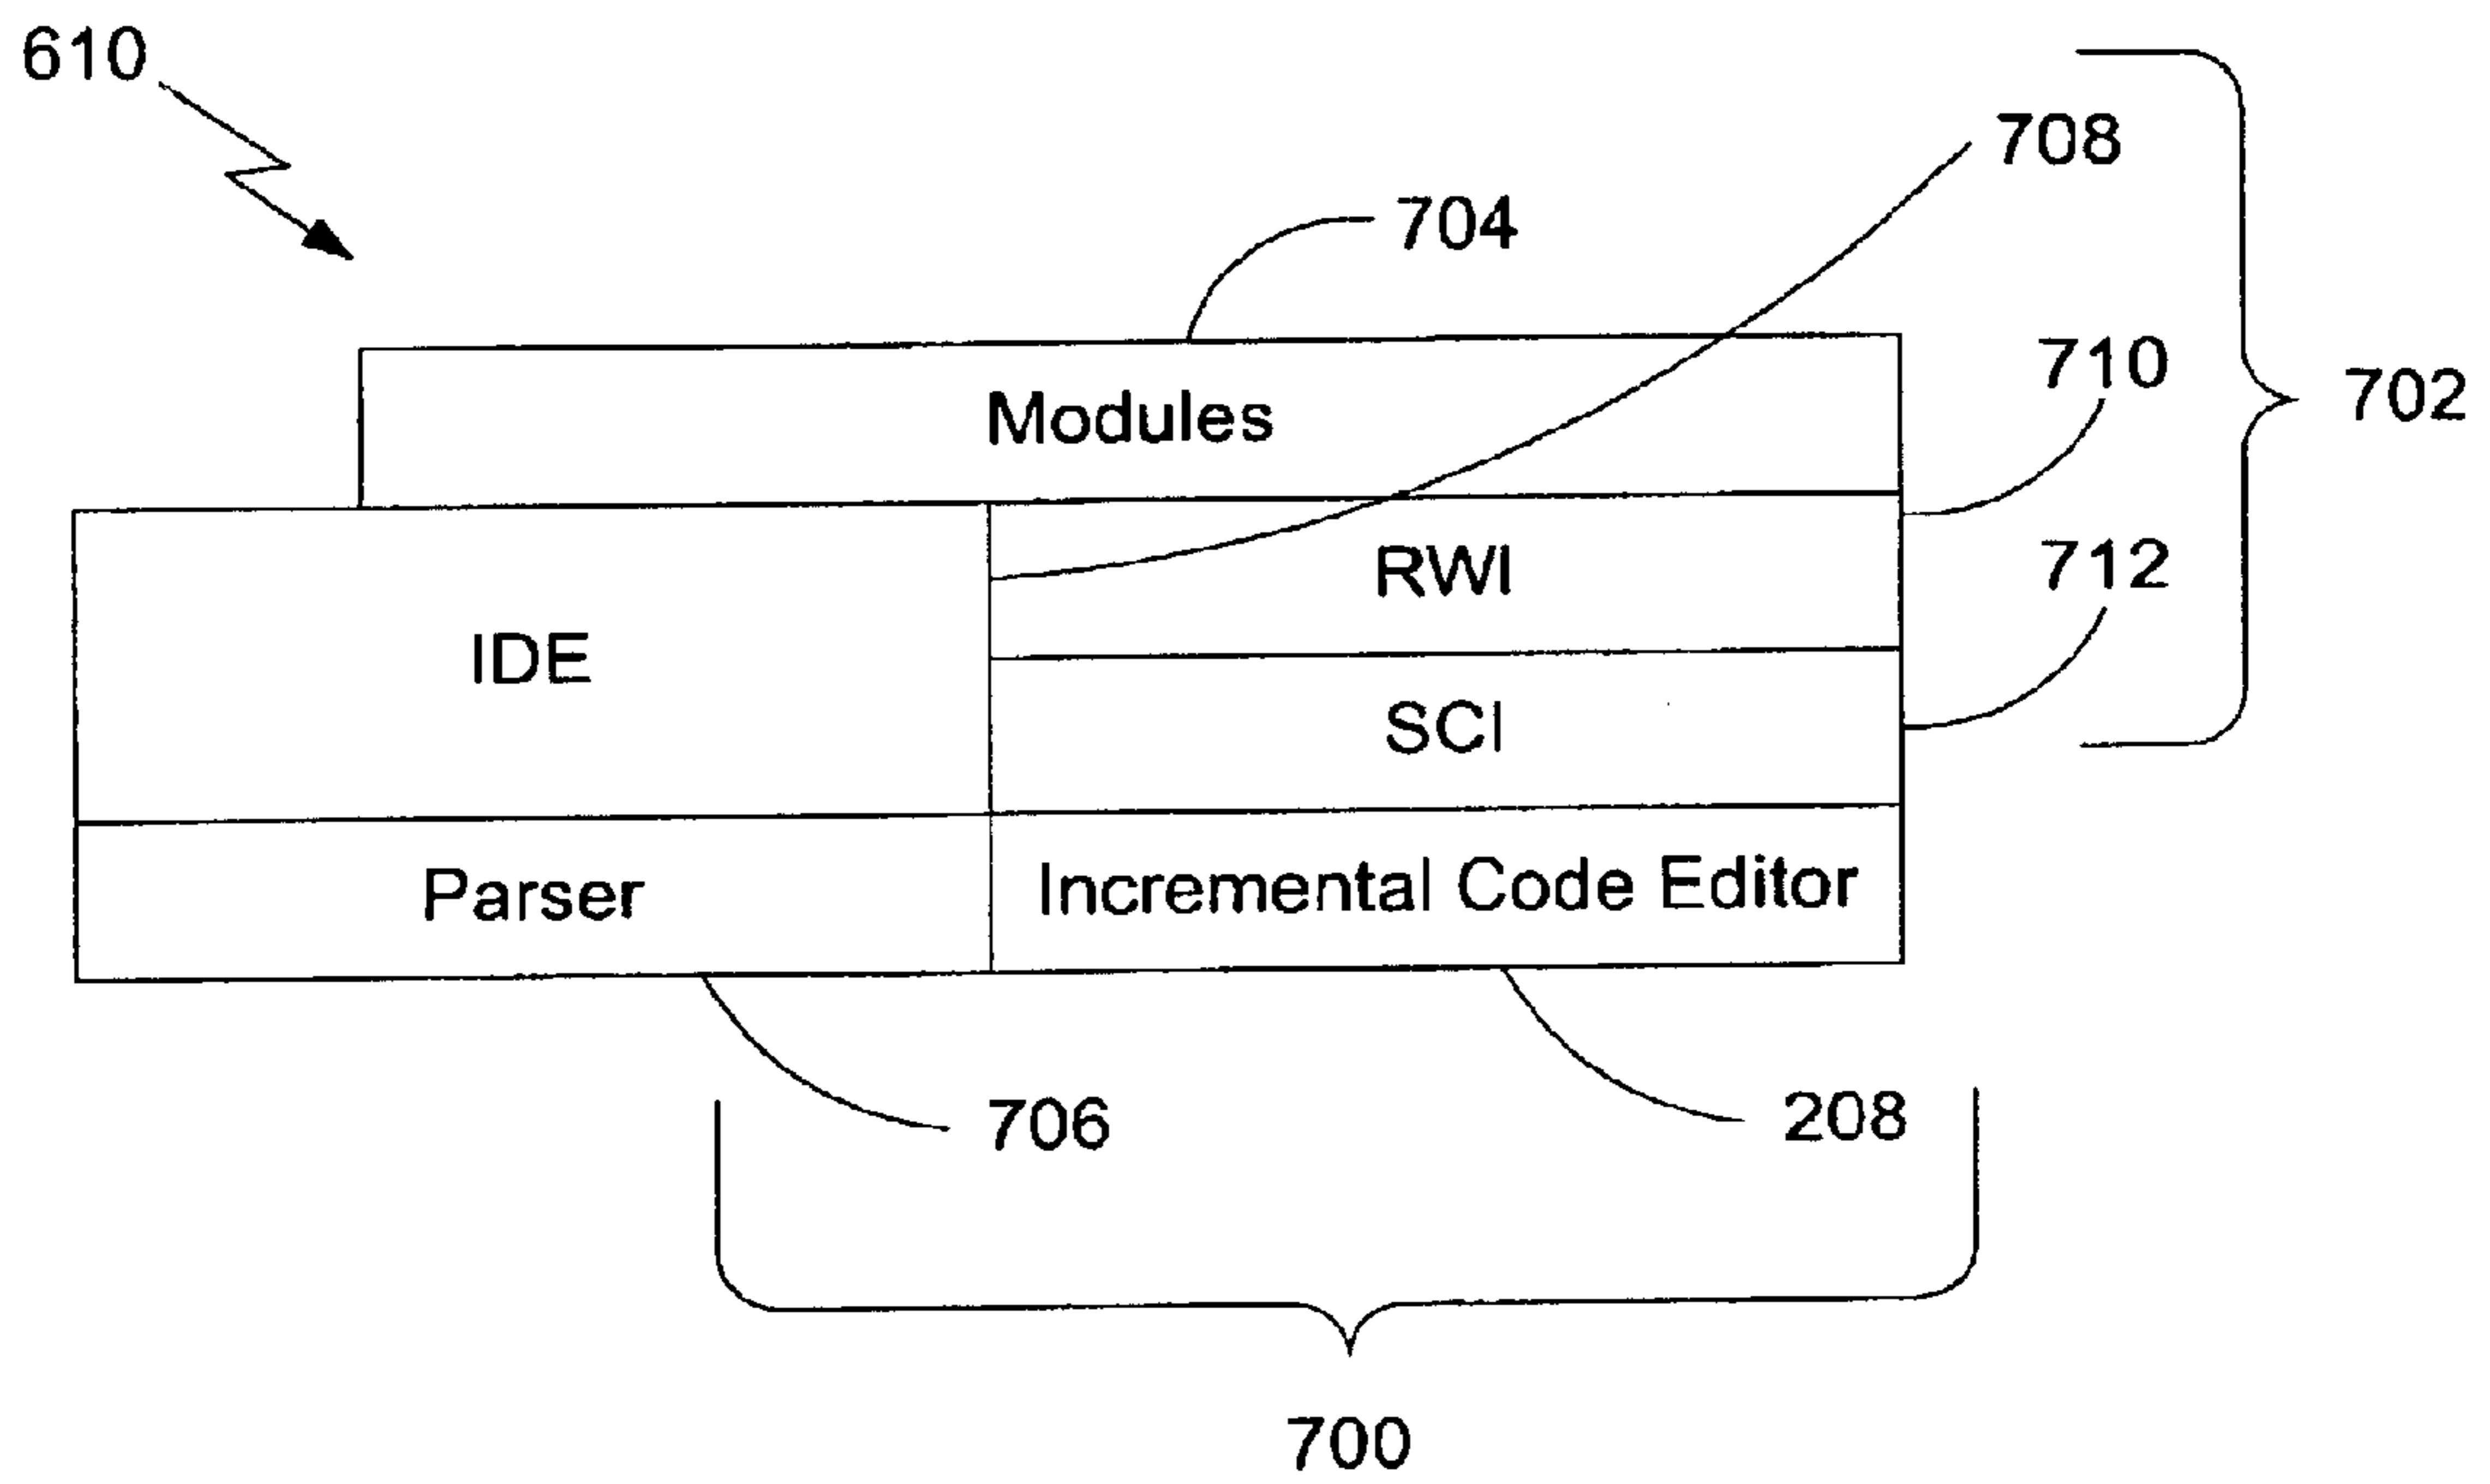 610
708
704
710
702
Modules
712
RWI
IDE
SCI
Parser
Incremental Code Editor
706
208
700